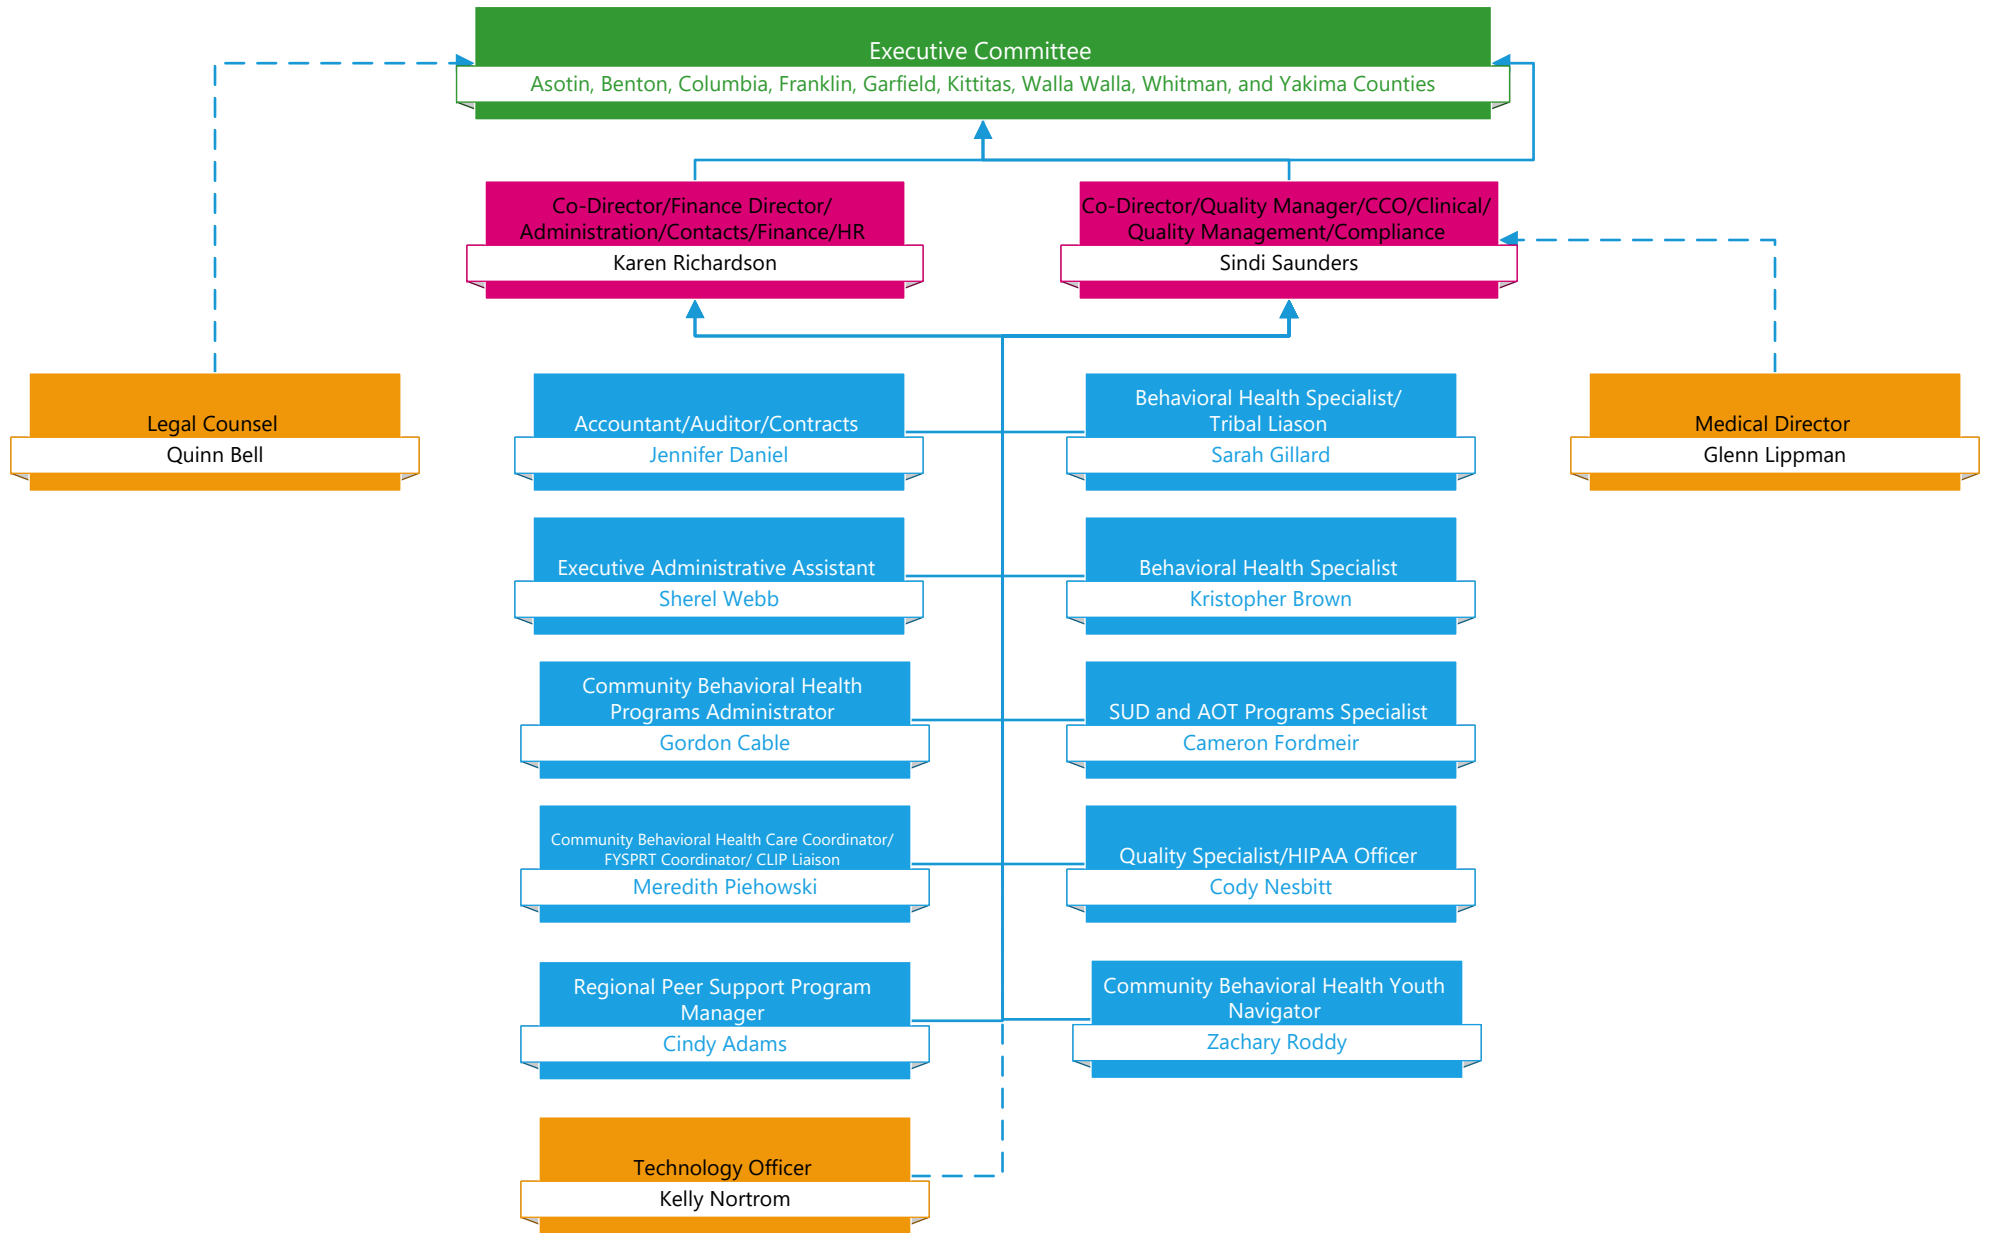 Executive Committee
Asotin, Benton, Columbia, Franklin, Garfield, Kittitas, Walla Walla, Whitman, and Yakima Counties
Co-Director/Finance Director/
Administration/Contacts/Finance/HR
Karen Richardson
Co-Director/Quality Manager/CCO/Clinical/
Quality Management/Compliance
Sindi Saunders
Legal Counsel
Quinn Bell
Accountant/Auditor/Contracts
Jennifer Daniel
Behavioral Health Specialist/
Tribal Liason
Sarah Gillard
Medical Director
Glenn Lippman
Executive Administrative Assistant
Sherel Webb
Behavioral Health Specialist
Kristopher Brown
Community Behavioral Health
Programs Administrator
Gordon Cable
SUD and AOT Programs Specialist
Cameron Fordmeir
Community Behavioral Health Care Coordinator/
FYSPRT Coordinator/ CLIP Liaison
Meredith Piehowski
Quality Specialist/HIPAA Officer
Cody Nesbitt
Regional Peer Support Program
Manager
Cindy Adams
Community Behavioral Health Youth
Navigator
Zachary Roddy
Technology Officer
Kelly Nortrom